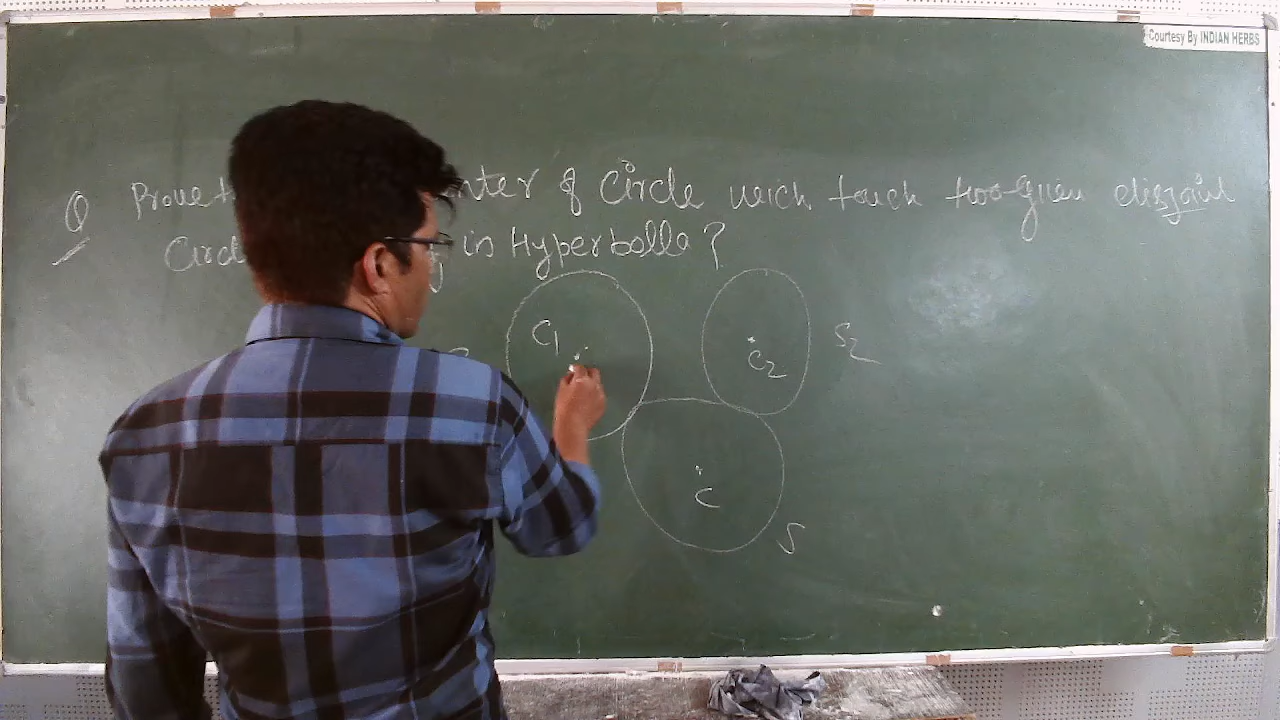 Courtesy By INDIAN HERBS
Q Prove nter of Circle wich touch two given disjoint
Circl is Hyperbolla ?
C1
C2
S2
C
S